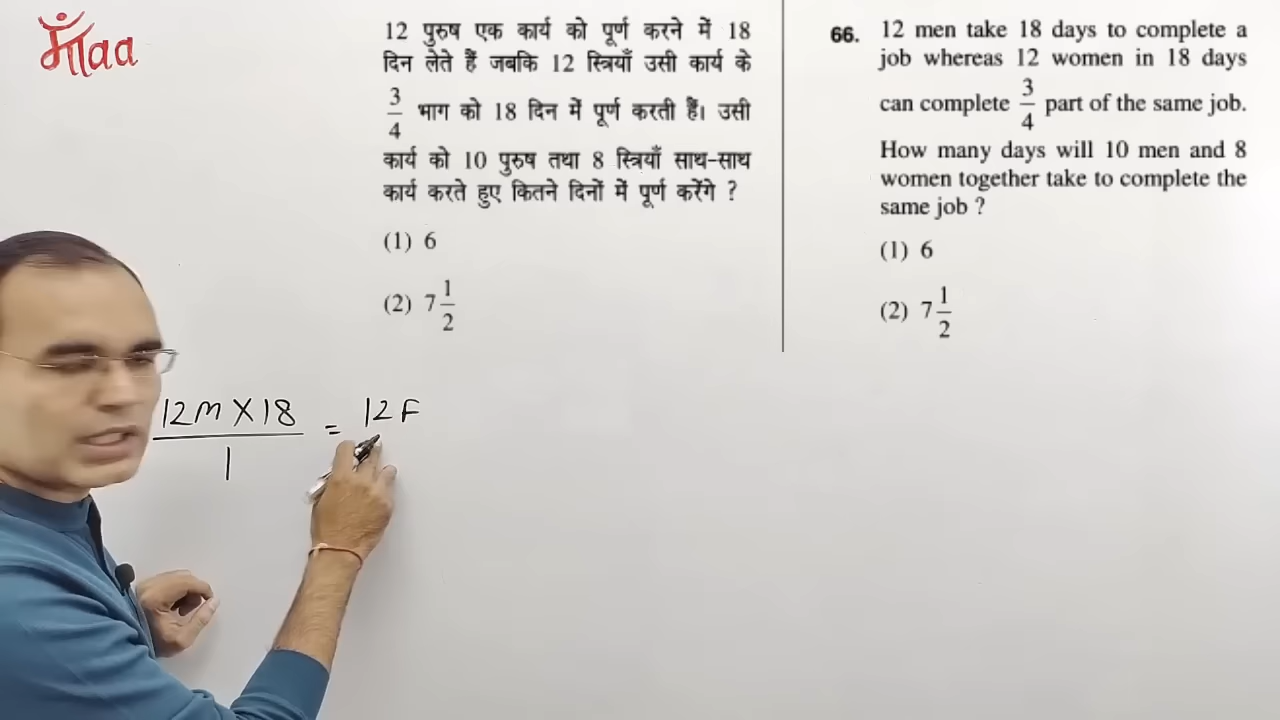 माँaa
12 पुरुष एक कार्य को पूर्ण करने में 18
दिन लेते हैं जबकि 12 स्त्रियाँ उसी कार्य के
3/4 भाग को 18 दिन में पूर्ण करती हैं। उसी
कार्य को 10 पुरुष तथा 8 स्त्रियाँ साथ-साथ
कार्य करते हुए कितने दिनों में पूर्ण करेंगे ?
(1) 6
(2) 7 1/2
66. 12 men take 18 days to complete a
job whereas 12 women in 18 days
can complete 3/4 part of the same job.
How many days will 10 men and 8
women together take to complete the
same job ?
(1) 6
(2) 7 1/2
12M X 18 = 12F
1